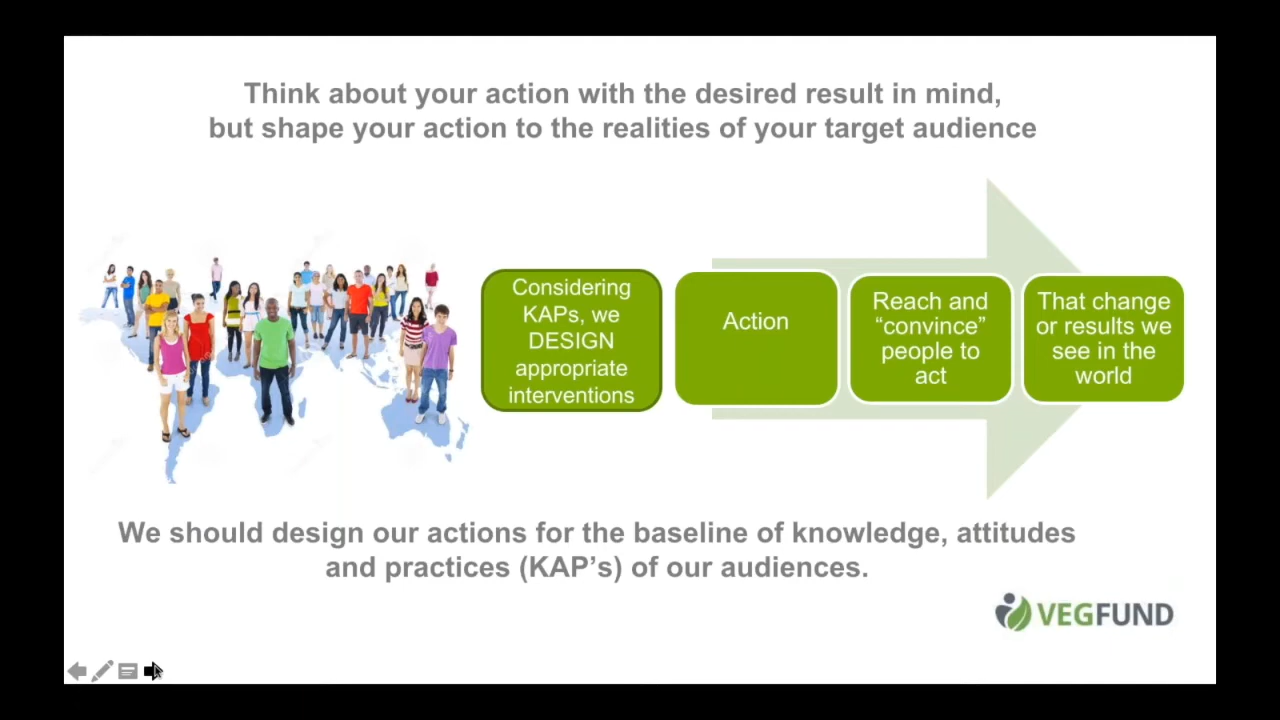 Think about your action with the desired result in mind,
but shape your action to the realities of your target audience
Considering
KAPs, we
DESIGN
appropriate
interventions
Action
Reach and
“convince”
people to
act
That change
or results we
see in the
world
We should design our actions for the baseline of knowledge, attitudes
and practices (KAP’s) of our audiences.
VEGFUND